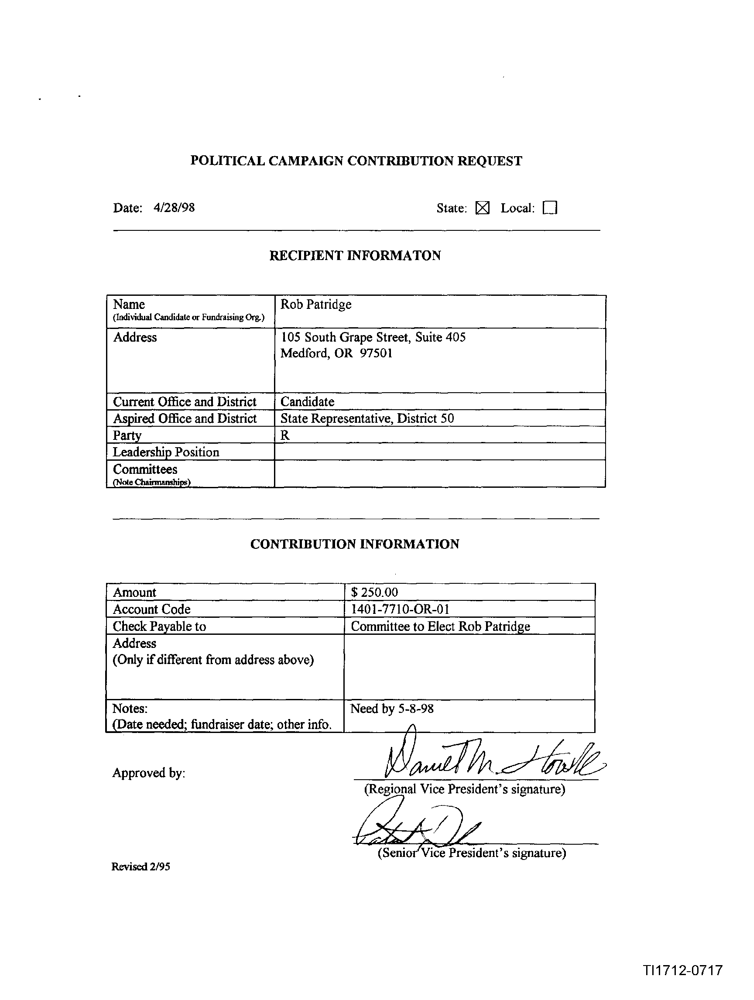 POLITICAL CAMPAIGN CONTRIBUTION REQUEST
Date: 4/28/98 State: ☒ Local: ☐
RECIPIENT INFORMATON
Name Rob Patridge
(Individual Candidate or Fundraising Org.)
Address 105 South Grape Street, Suite 405
Medford, OR 97501
Current Office and District Candidate
Aspired Office and District State Representative, District 50
Party R
Leadership Position
Committees
(Note Chairmanships)
CONTRIBUTION INFORMATION
Amount $ 250.00
Account Code 1401-7710-OR-01
Check Payable to Committee to Elect Rob Patridge
Address
(Only if different from address above)
Notes: Need by 5-8-98
(Date needed; fundraiser date; other info.
Daniel M. Howle
Approved by:
(Regional Vice President's signature)
(Senior Vice President's signature)
Revised 2/95
TI1712-0717